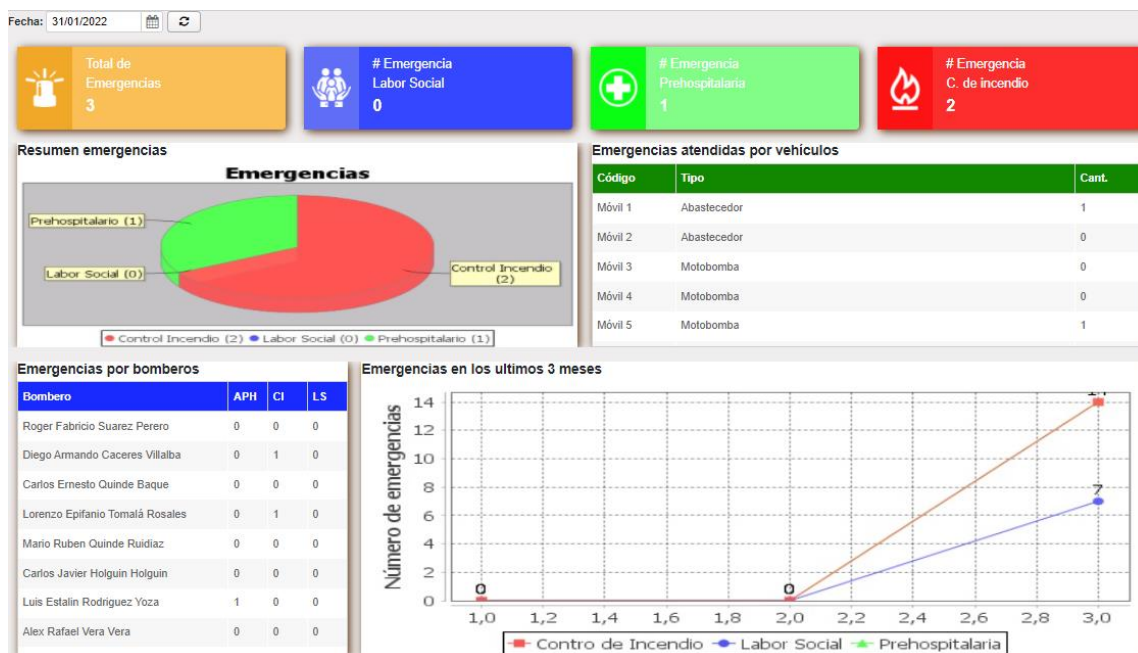 Fecha: 31/01/2022
Total de
Emergencias
3
# Emergencia
Labor Social
0
# Emergencia
Prehospitalaria
1
# Emergencia
C. de incendio
2
Resumen emergencias
Emergencias
Prehospitalario (1)
Labor Social (0)
Control Incendio
(2)
Control Incendio (2) Labor Social (0) Prehospitalario (1)
Emergencias atendidas por vehículos
Código Tipo Cant.
Móvil 1 Abastecedor 1
Móvil 2 Abastecedor 0
Móvil 3 Motobomba 0
Móvil 4 Motobomba 0
Móvil 5 Motobomba 1
Emergencias por bomberos
Bombero APH CI LS
Roger Fabricio Suarez Perero 0 0 0
Diego Armando Caceres Villalba 0 1 0
Carlos Ernesto Quinde Baque 0 0 0
Lorenzo Epifanio Tomalá Rosales 0 1 0
Mario Ruben Quinde Ruidiaz 0 0 0
Carlos Javier Holguin Holguin 0 0 0
Luis Estalin Rodriguez Yoza 1 0 0
Alex Rafael Vera Vera 0 0 0
Emergencias en los ultimos 3 meses
Número de emergencias
14
12
10
8
6
4
2
0
0
0
7
1,0 1,2 1,4 1,6 1,8 2,0 2,2 2,4 2,6 2,8 3,0
Contro de Incendio Labor Social Prehospitalaria